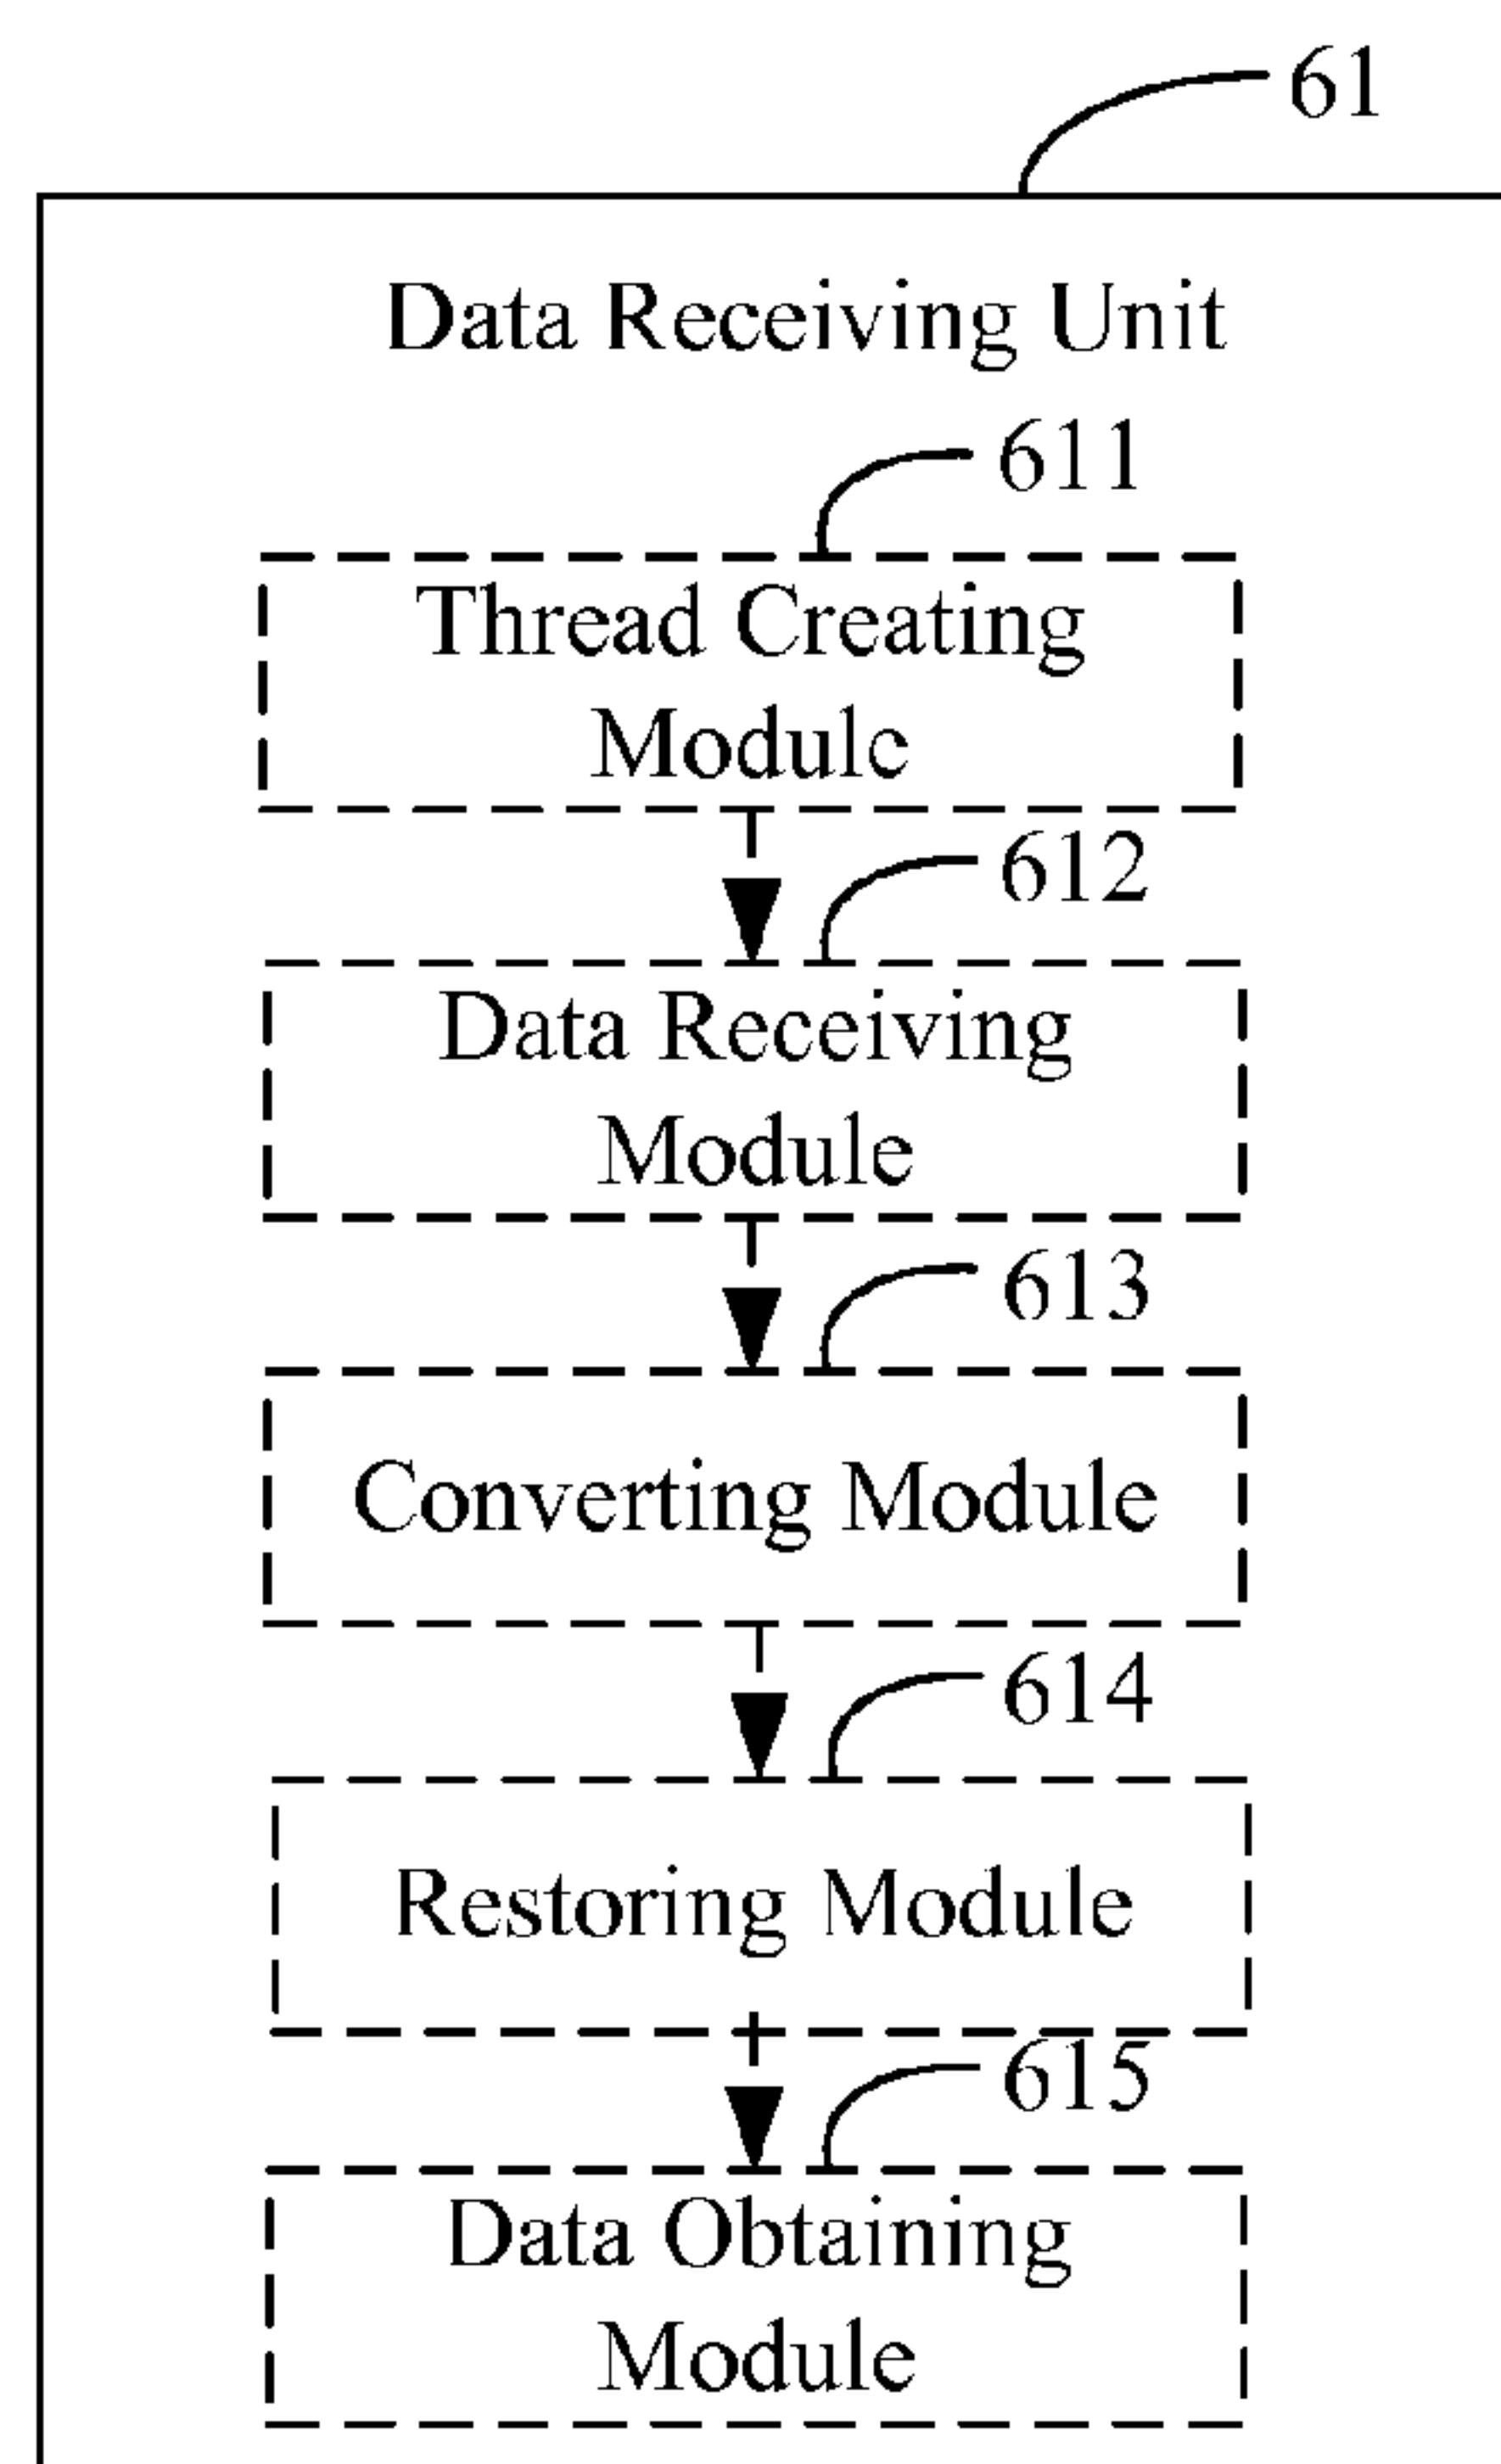 61
Data Receiving Unit
611
Thread Creating
Module
612
Data Receiving
Module
613
Converting Module
614
Restoring Module
615
Data Obtaining
Module